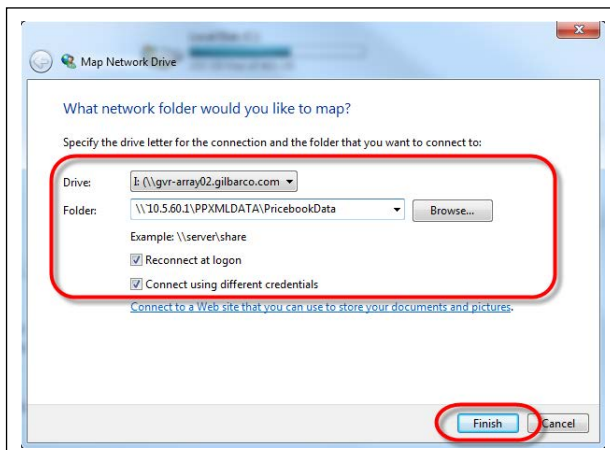 Map Network Drive
What network folder would you like to map?
Specify the drive letter for the connection and the folder that you want to connect to:
Drive: I: (\\gvr-array02.gilbarco.com
Folder: \\10.5.60.1\PPXMLDATA\PricebookData Browse...
Example: \\server\share
Reconnect at logon
Connect using different credentials
Connect to a Web site that you can use to store your documents and pictures.
Finish Cancel